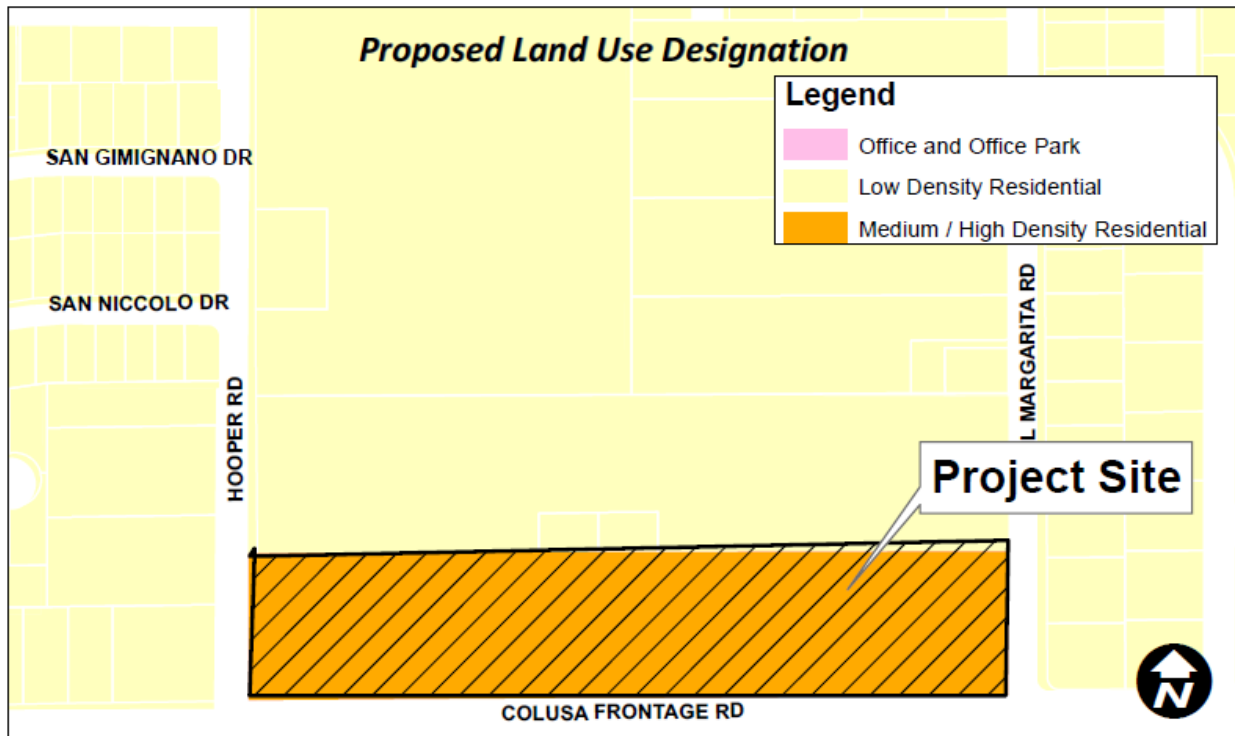 Proposed Land Use Designation
Legend
Office and Office Park
Low Density Residential
Medium / High Density Residential
SAN GIMIGNANO DR
SAN NICCOLO DR
HOOPER RD
L MARGARITA RD
Project Site
COLUSA FRONTAGE RD
N